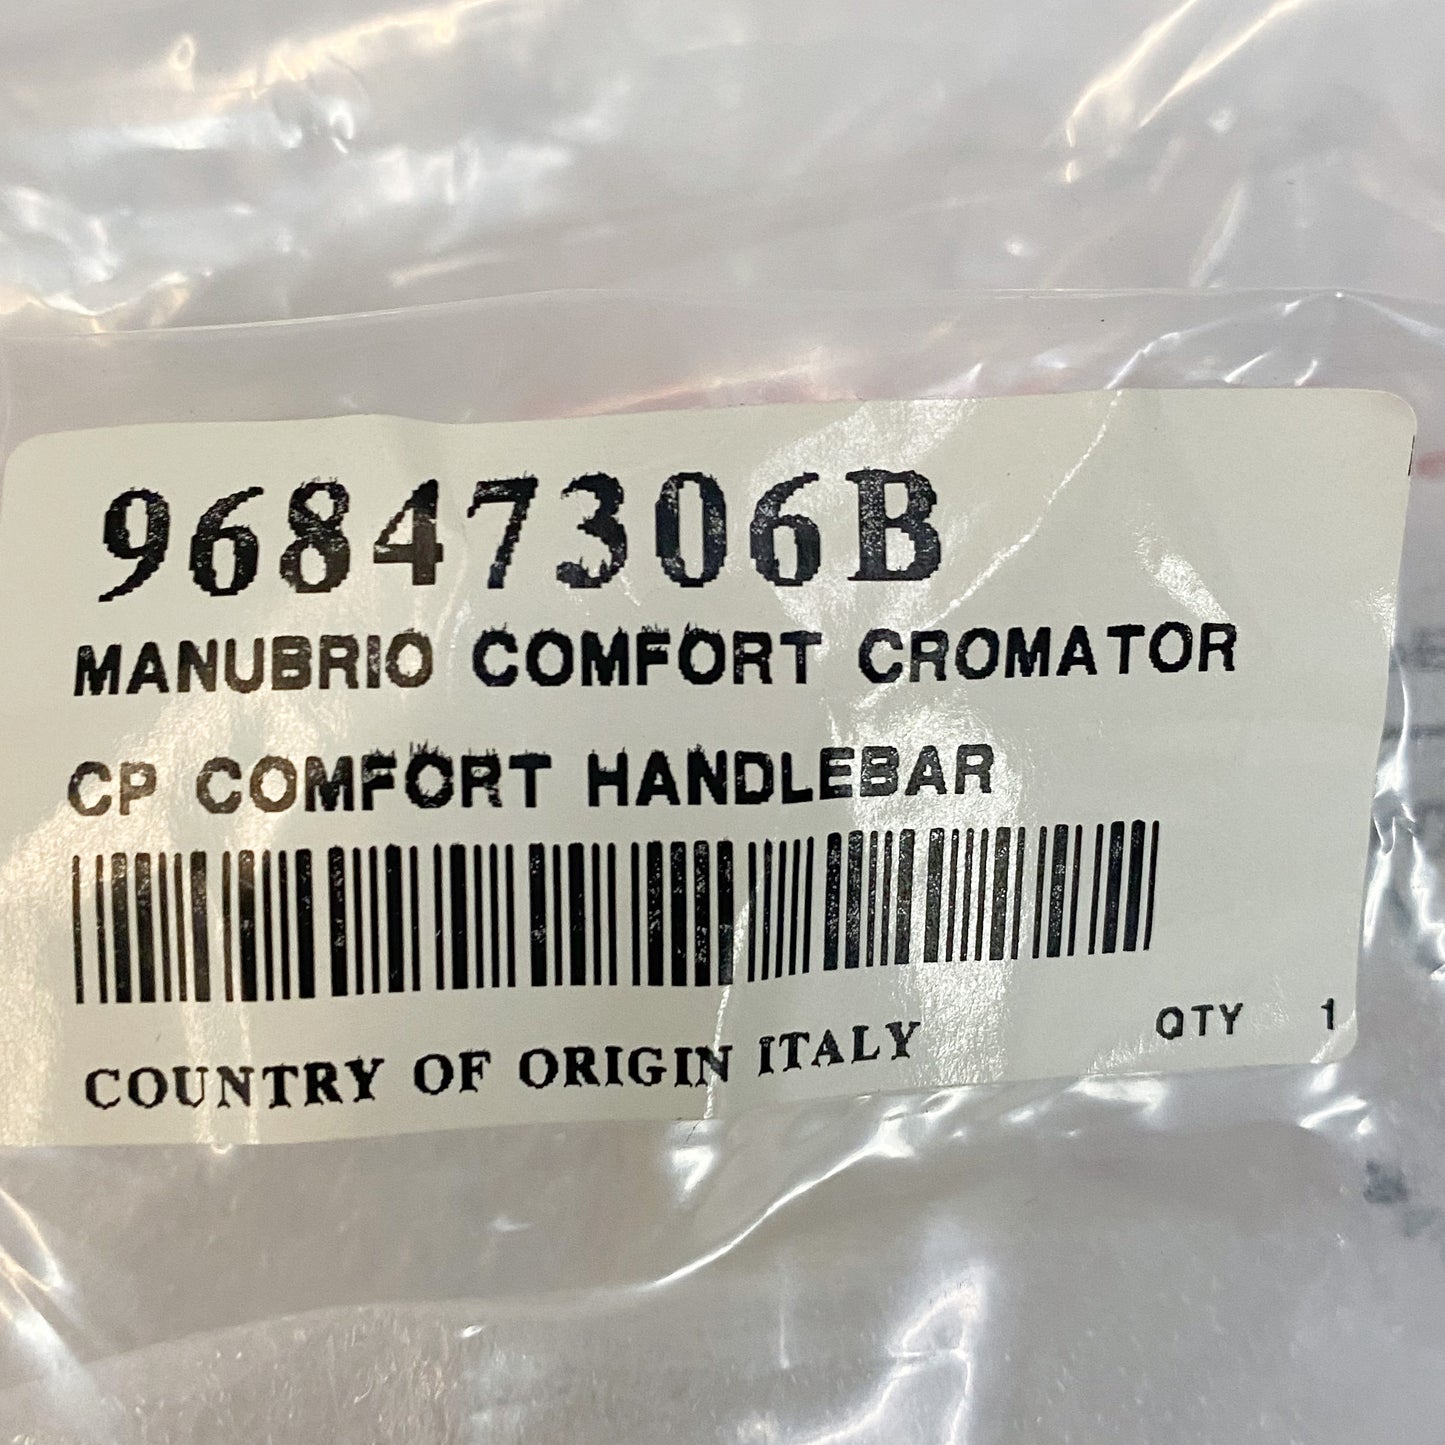 96847306B
MANUBRIO COMFORT CROMATOR
CP COMFORT HANDLEBAR
COUNTRY OF ORIGIN ITALY
QTY 1